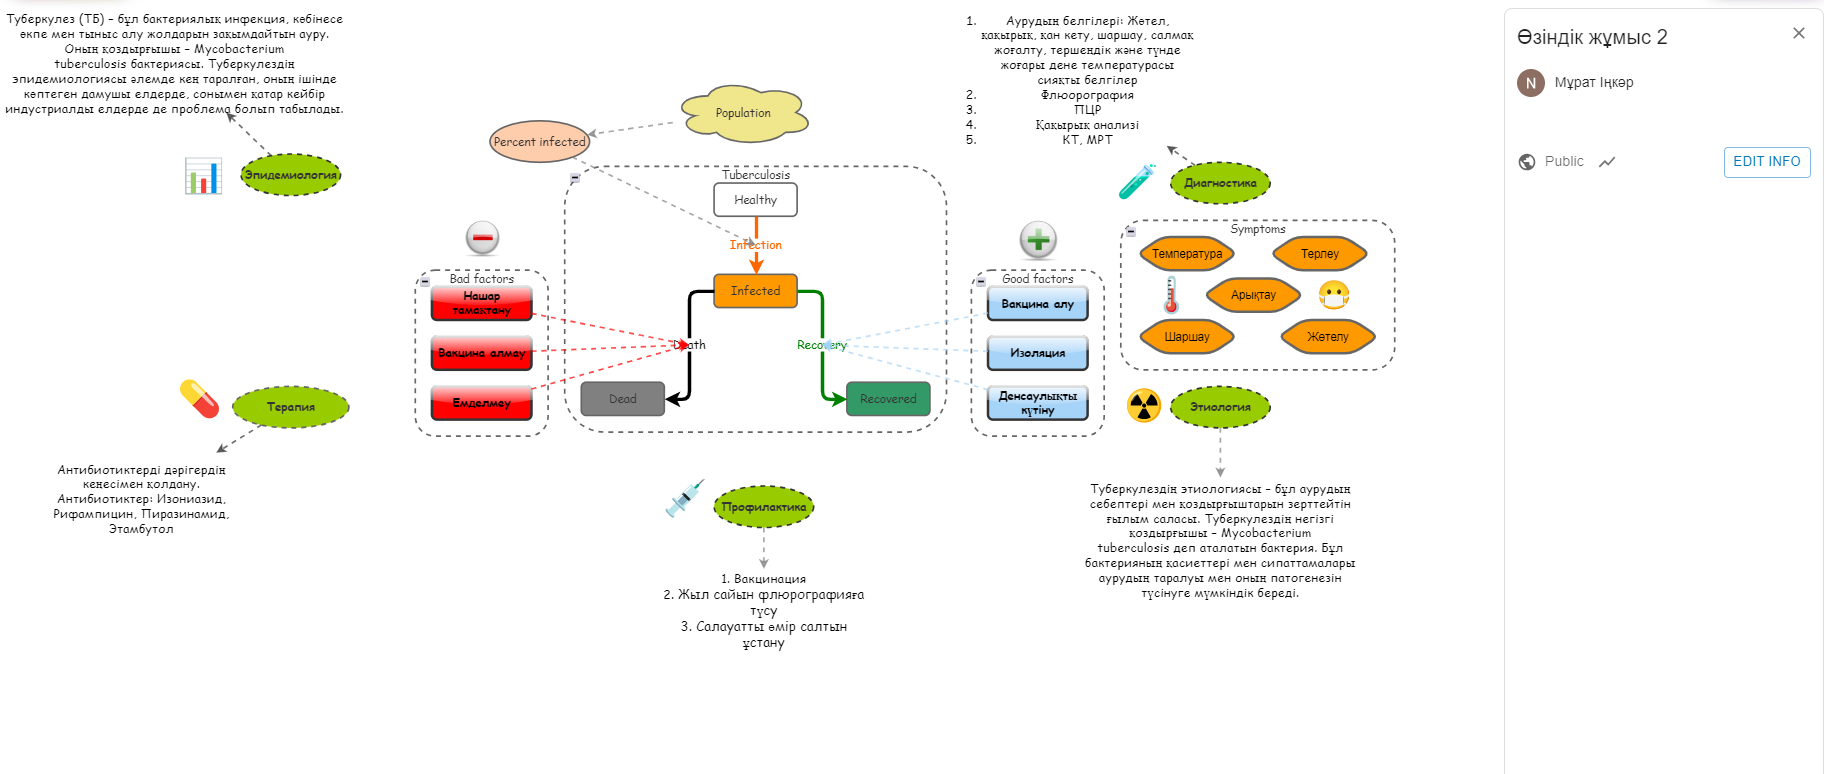 Туберкулез (ТБ) – бұл бактериялық инфекция, көбінесе
өкпе мен тыныс алу жолдарын зақымдайтын ауру.
Оның қоздырғышы – Mycobacterium
tuberculosis бактериясы. Туберкулездің
эпидемиологиясы әлемде кең таралған, оның ішінде
көптеген дамушы елдерде, сонымен қатар кейбір
индустриалды елдерде де проблема болып табылады.
Эпидемиология
Percent infected
Population
1. Аурудың белгілері: Жөтел,
қақырық, қан кету, шаршау, салмақ
жоғалту, тершеңдік және түнде
жоғары дене температурасы
сияқты белгілер
2. Флюорография
3. ПЦР
4. Қақырық анализі
5. КТ, МРТ
Диагностика
Tuberculosis
Healthy
Infection
Infected
Death
Recovery
Dead
Recovered
Bad factors
Нашар
тамақтану
Вакцина алмау
Емделмеу
Good factors
Вакцина алу
Изоляция
Денсаулықты
күтіну
Symptoms
Температура
Терлеу
Арықтау
Шаршау
Жөтелу
Терапия
Антибиотиктерді дәрігердің
кеңесімен қолдану.
Антибиотиктер: Изониазид,
Рифампицин, Пиразинамид,
Этамбутол
Профилактика
1. Вакцинация
2. Жыл сайын флюрографияға
түсу
3. Салауатты өмір салтын
ұстану
Этиология
Туберкулездің этиологиясы – бұл аурудың
себептері мен қоздырғыштарын зерттейтін
ғылым саласы. Туберкулездің негізгі
қоздырғышы – Mycobacterium
tuberculosis деп аталатын бактерия. Бұл
бактерияның қасиеттері мен сипаттамалары
аурудың таралуы мен оның патогенезін
түсінуге мүмкіндік береді.
Өзіндік жұмыс 2
N
Мұрат Іңкәр
Public
EDIT INFO